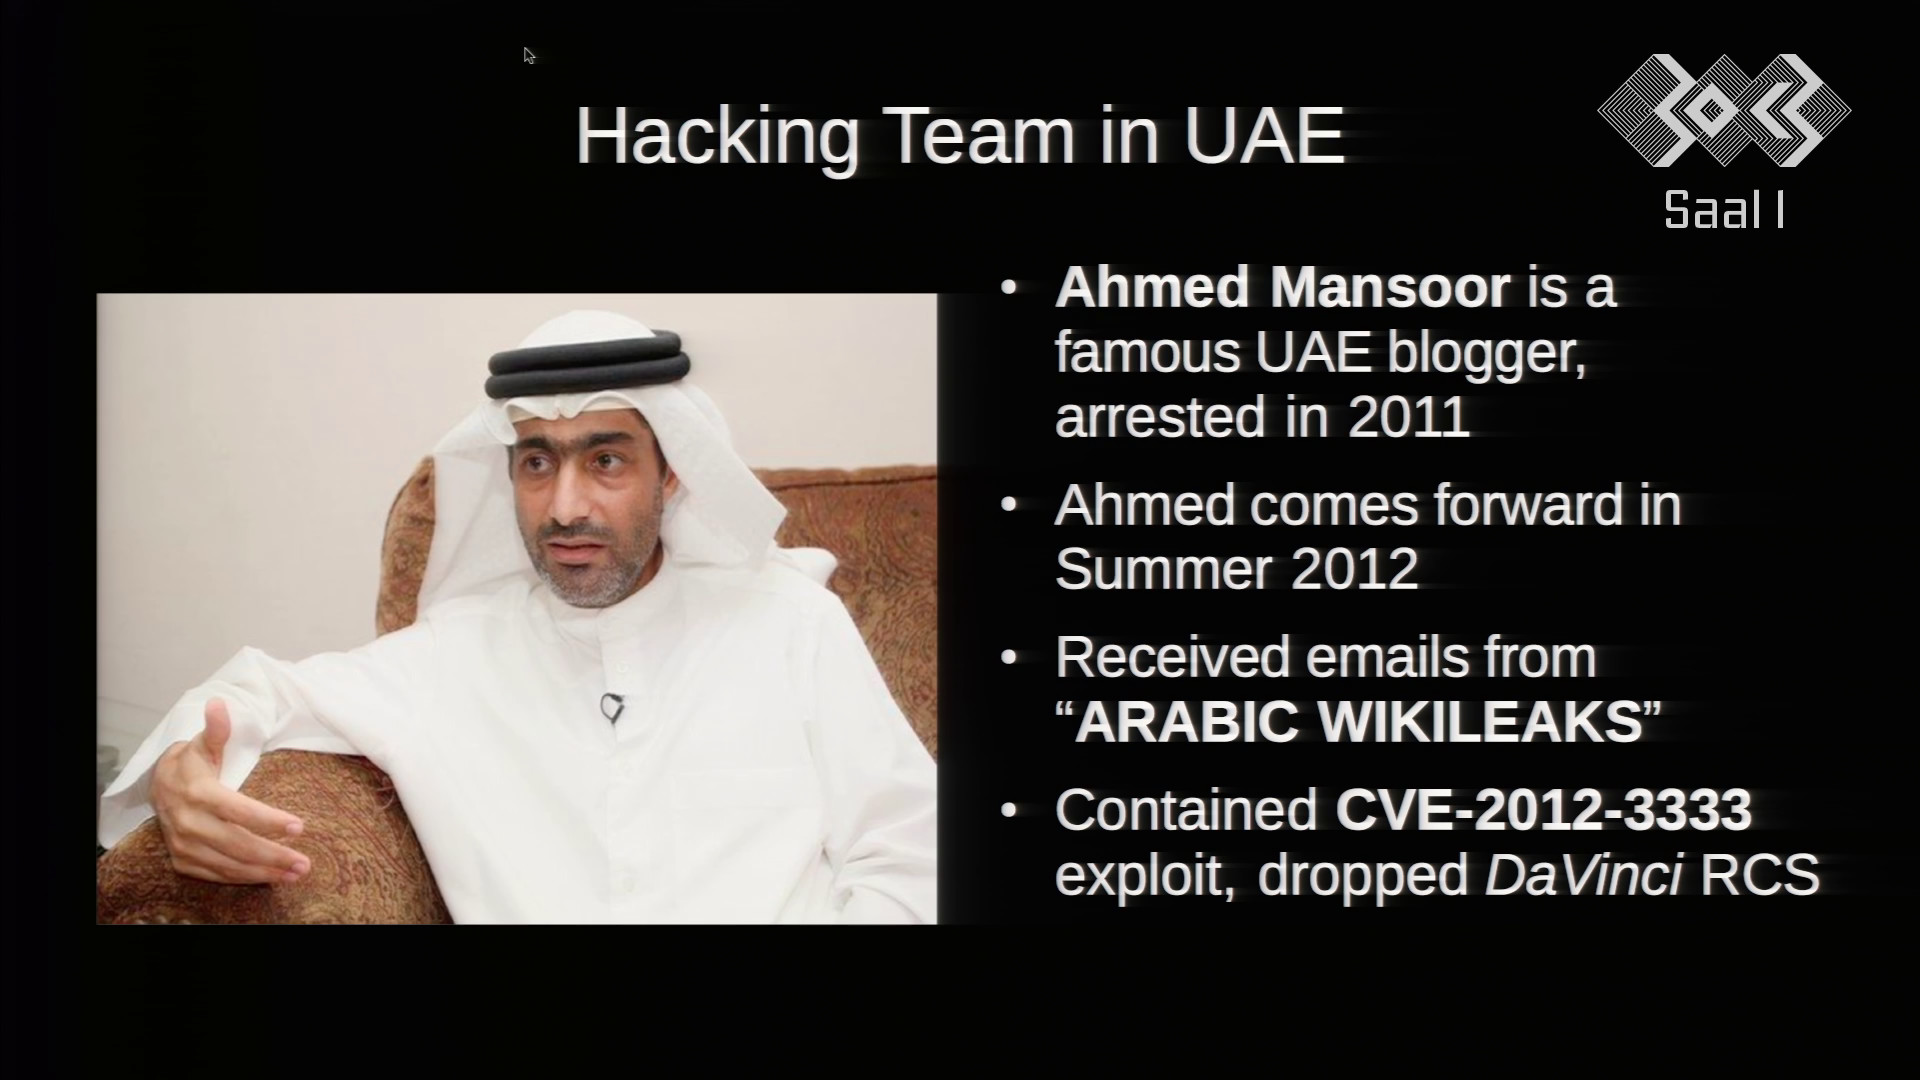 Hacking Team in UAE
30C3
Saal 1
• Ahmed Mansoor is a
famous UAE blogger,
arrested in 2011
• Ahmed comes forward in
Summer 2012
• Received emails from
“ARABIC WIKILEAKS”
• Contained CVE-2012-3333
exploit, dropped DaVinci RCS